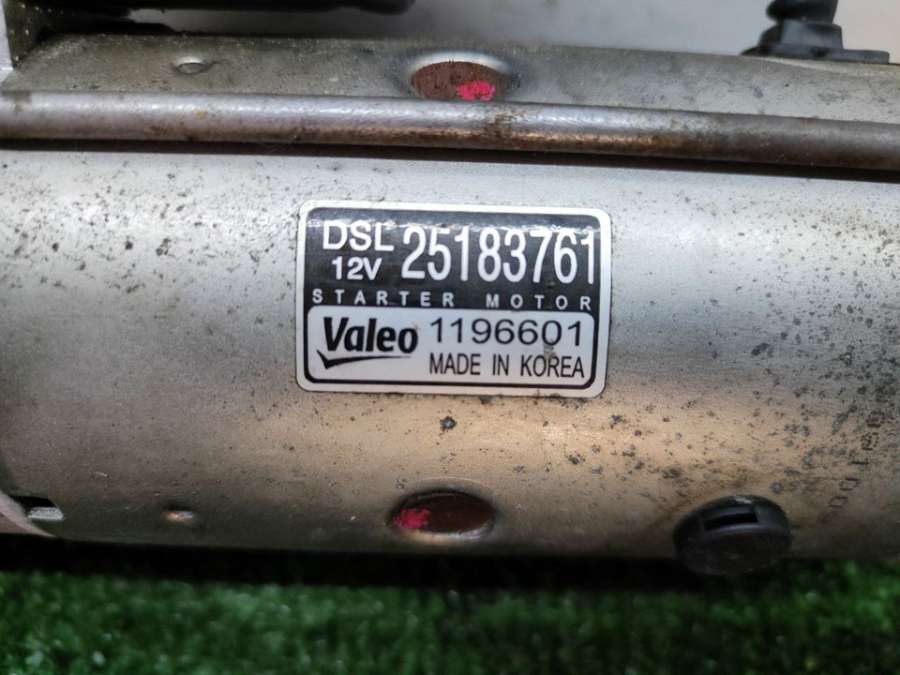 DSL 12V 25183761
STARTER MOTOR
Valeo 1196601
MADE IN KOREA